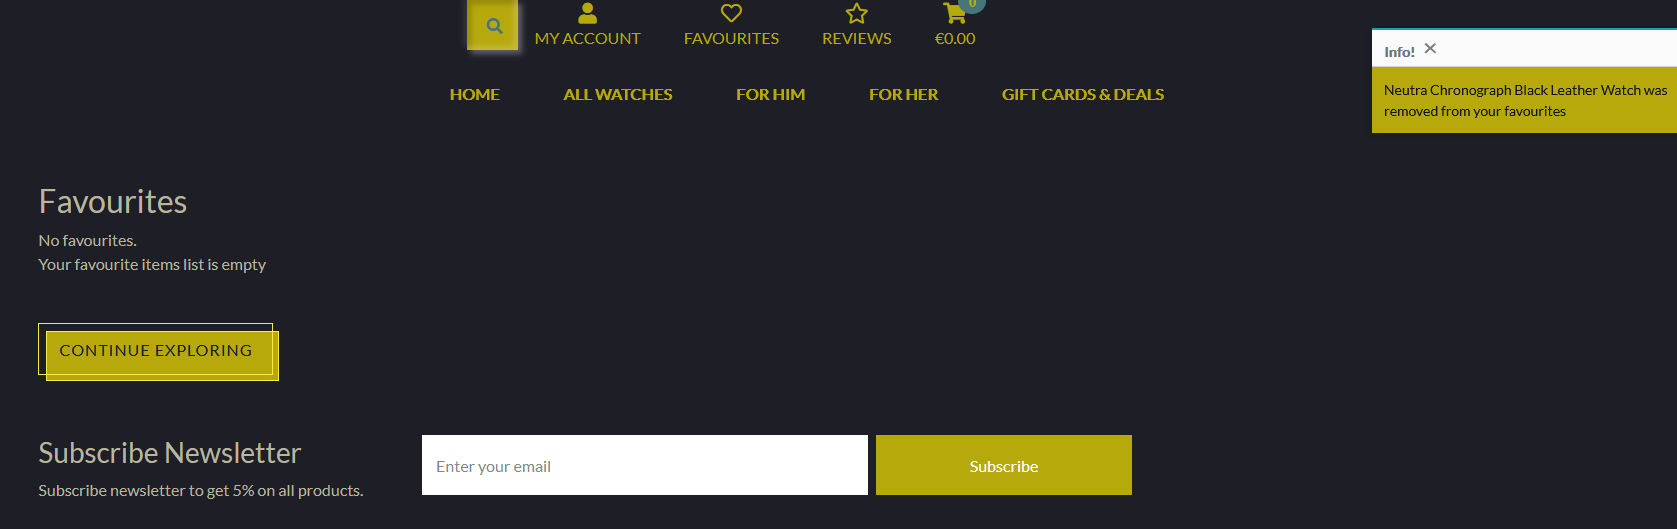 0
MY ACCOUNT
FAVOURITES
REVIEWS
€0.00
Info!
HOME
ALL WATCHES
FOR HIM
FOR HER
GIFT CARDS & DEALS
Neutra Chronograph Black Leather Watch was
removed from your favourites
Favourites
No favourites.
Your favourite items list is empty
CONTINUE EXPLORING
Subscribe Newsletter
Subscribe newsletter to get 5% on all products.
Enter your email
Subscribe